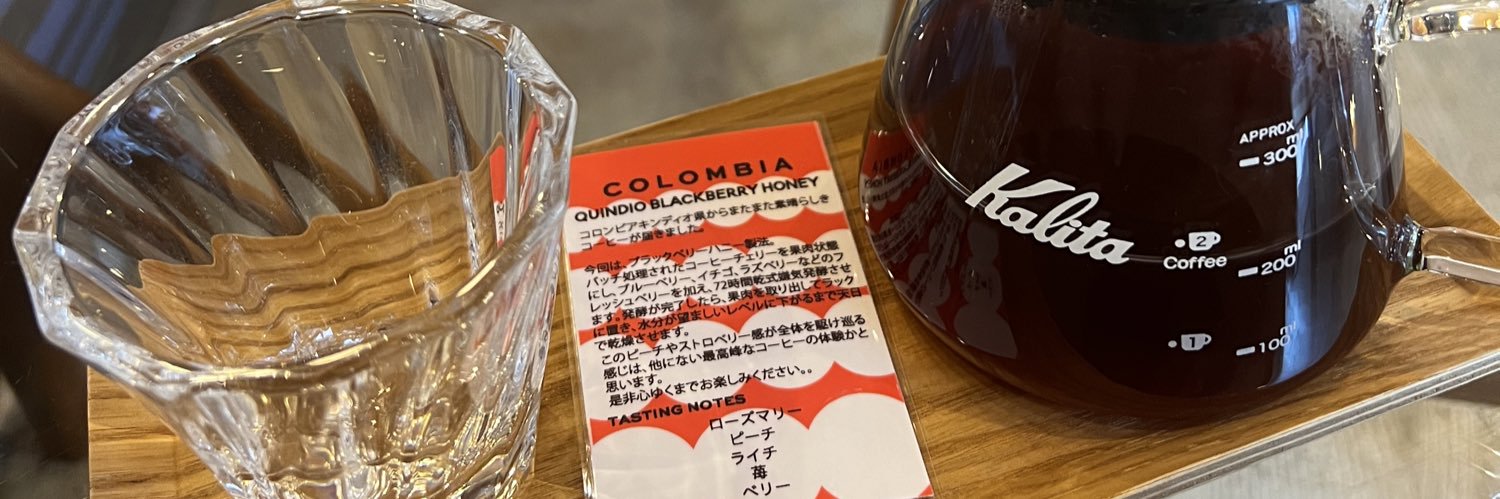 COLOMBIA
QUINDIO BLACKBERRY HONEY
コロンビアキンディオ県からまたまた素晴らしき
コーヒーが届きました。
今回は、ブラックベリーハニー製法。
バッチ処理されたコーヒーチェリーを果肉状態
にし、ブルーベリー、イチゴ、ラズベリーなどのフ
レッシュベリーを加え、72時間乾式嫌気発酵させ
ます。発酵が完了したら、果肉を取り出してラック
に置き、水分が望ましいレベルに下がるまで天日
で乾燥させます。
このピーチやストロベリー感が全体を駆け巡る
感じは、他にない最高峰なコーヒーの体験かと
思います。
是非心ゆくまでお楽しみください。。
TASTING NOTES
ローズマリー
ピーチ
ライチ
苺
ベリー
Kalita
APPROX
ml
300
2
Coffee
ml
200
1
ml
100